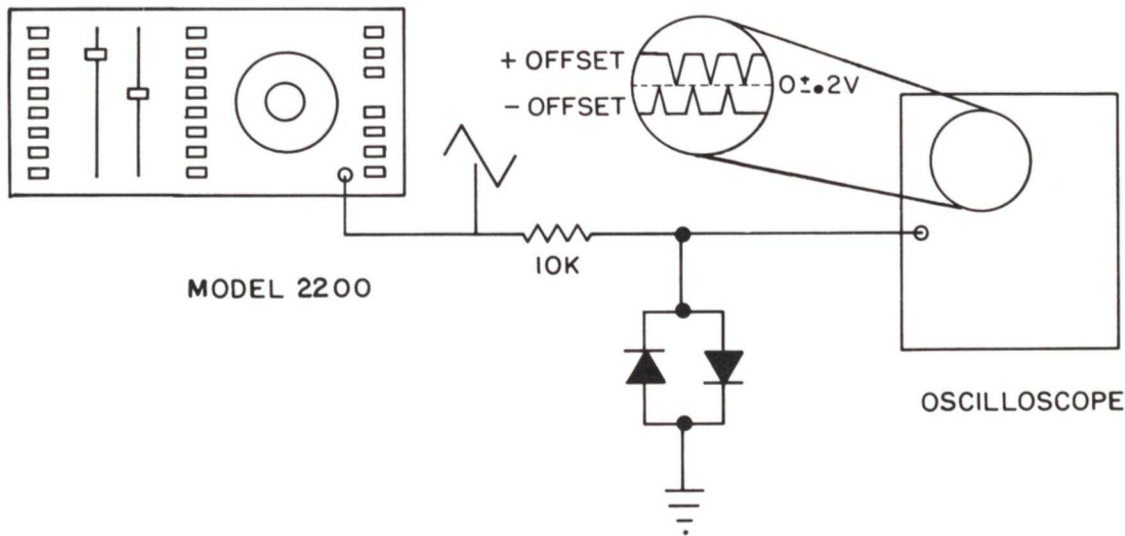 + OFFSET
- OFFSET
0±.2V
10K
MODEL 2200
OSCILLOSCOPE